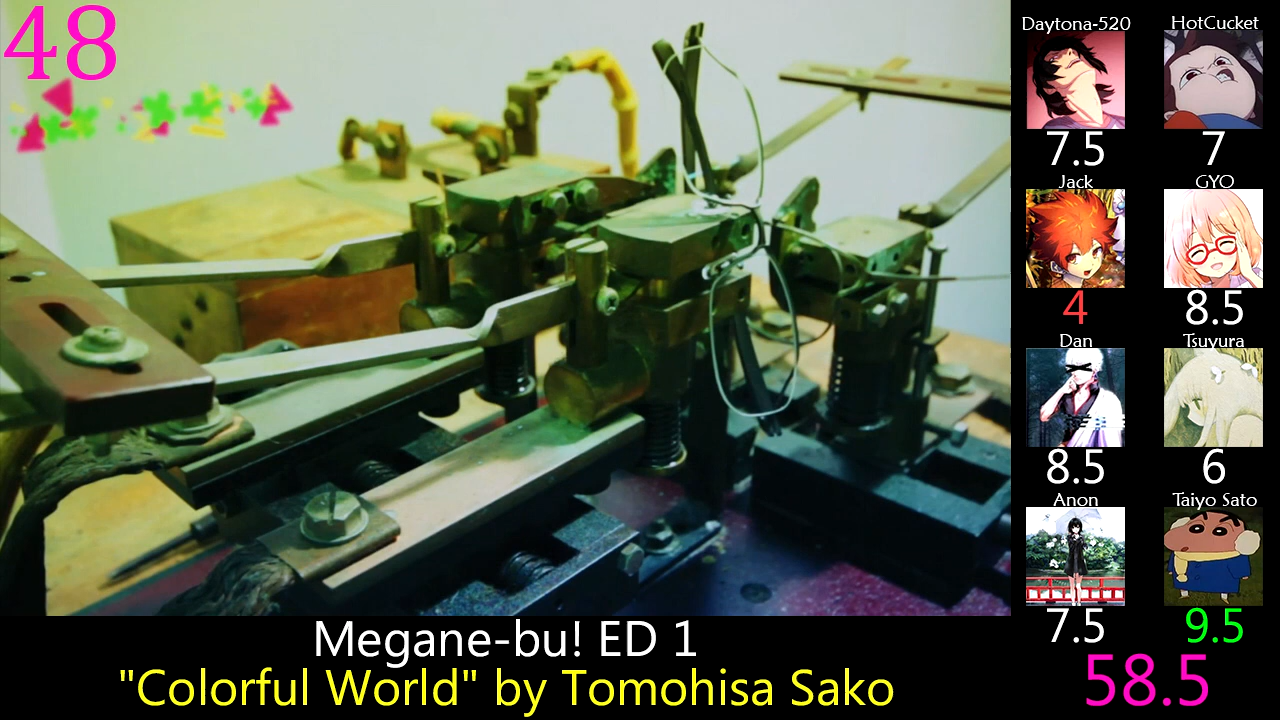 48
Daytona-520
HotCucket
7.5
7
Jack
GYO
4
8.5
Dan
Tsuyura
8.5
6
Anon
Taiyo Sato
7.5
9.5
58.5
Megane-bu! ED 1
"Colorful World" by Tomohisa Sako